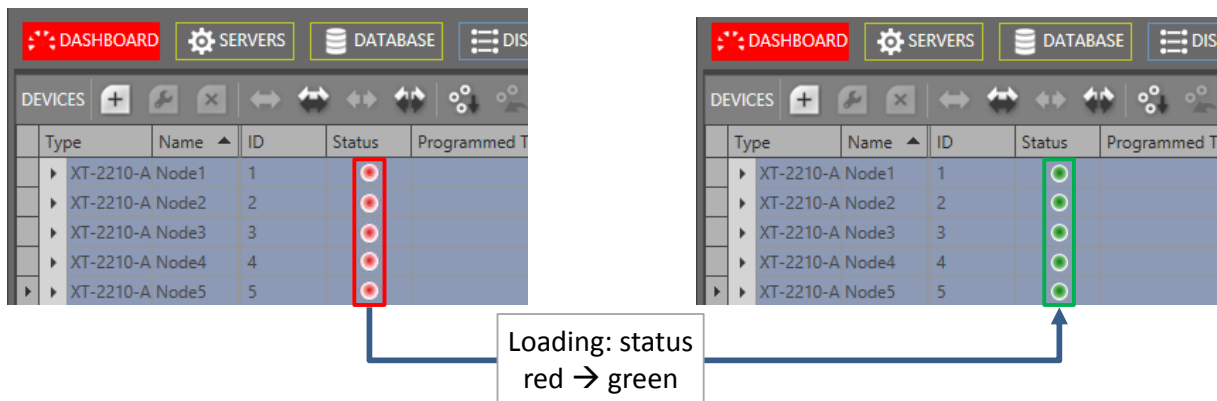 DASHBOARD SERVERS DATABASE DIS
DEVICES
Type Name ID Status Programmed T
XT-2210-A Node1 1
XT-2210-A Node2 2
XT-2210-A Node3 3
XT-2210-A Node4 4
XT-2210-A Node5 5
DASHBOARD SERVERS DATABASE DIS
DEVICES
Type Name ID Status Programmed T
XT-2210-A Node1 1
XT-2210-A Node2 2
XT-2210-A Node3 3
XT-2210-A Node4 4
XT-2210-A Node5 5
Loading: status
red → green